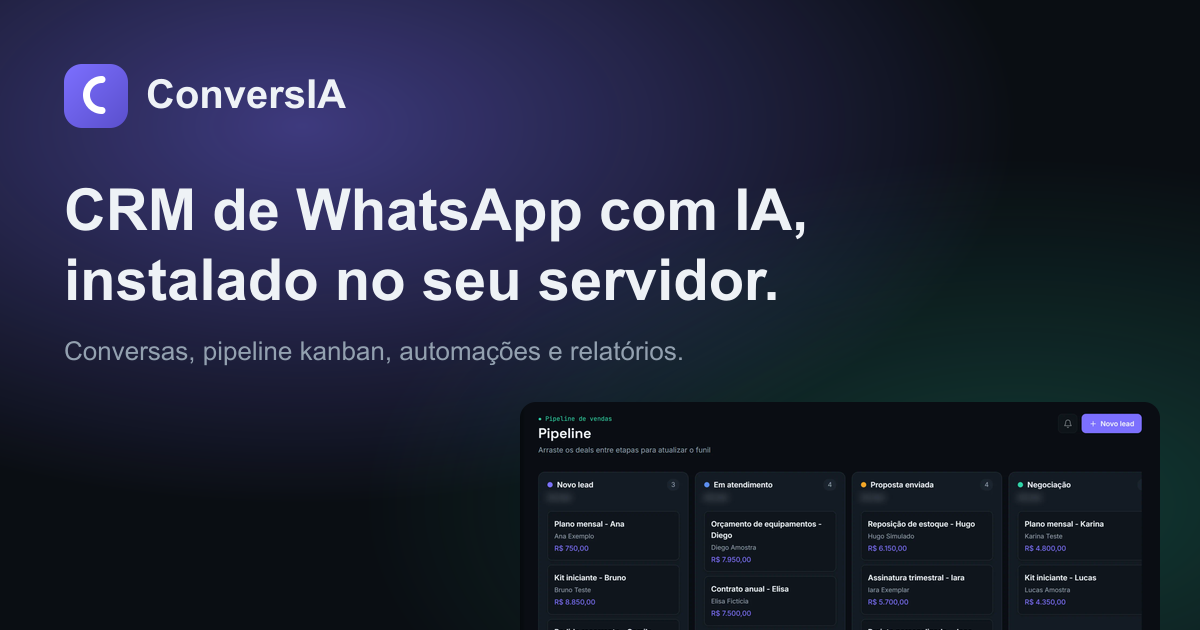 ConversIA
CRM de WhatsApp com IA,
instalado no seu servidor.
Conversas, pipeline kanban, automações e relatórios.
Pipeline de vendas
Pipeline
Arraste os deals entre etapas para atualizar o funil
+ Novo lead
Novo lead 3
Plano mensal - Ana
Ana Exemplo
R$ 750,00
Kit iniciante - Bruno
Bruno Teste
R$ 8.850,00
Em atendimento 4
Orçamento de equipamentos -
Diego
Diego Amostra
R$ 7.950,00
Contrato anual - Elisa
Elisa Fictícia
R$ 7.500,00
Proposta enviada 4
Reposição de estoque - Hugo
Hugo Simulado
R$ 6.150,00
Assinatura trimestral - Iara
Iara Exemplar
R$ 5.700,00
Negociação
Plano mensal - Karina
Karina Teste
R$ 4.800,00
Kit iniciante - Lucas
Lucas Amostra
R$ 4.350,00